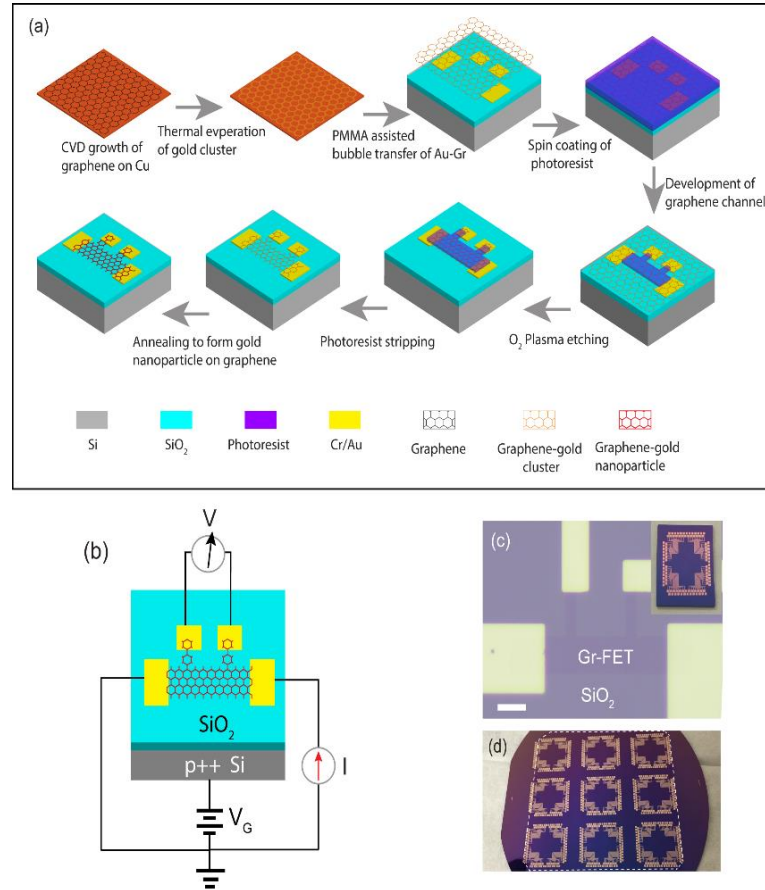 (a)
CVD growth of
graphene on Cu
Thermal everperation
of gold cluster
PMMA assisted
bubble transfer of Au-Gr
Spin coating of
photoresist
Development of
graphene channel
Annealing to form gold
nanoparticle on graphene
Photoresist stripping
O₂ Plasma etching
Si
SiO₂
Photoresist
Cr/Au
Graphene
Graphene-gold
cluster
Graphene-gold
nanoparticle
(b)
V
SiO₂
p++ Si
I
V_G
(c)
Gr-FET
SiO₂
(d)